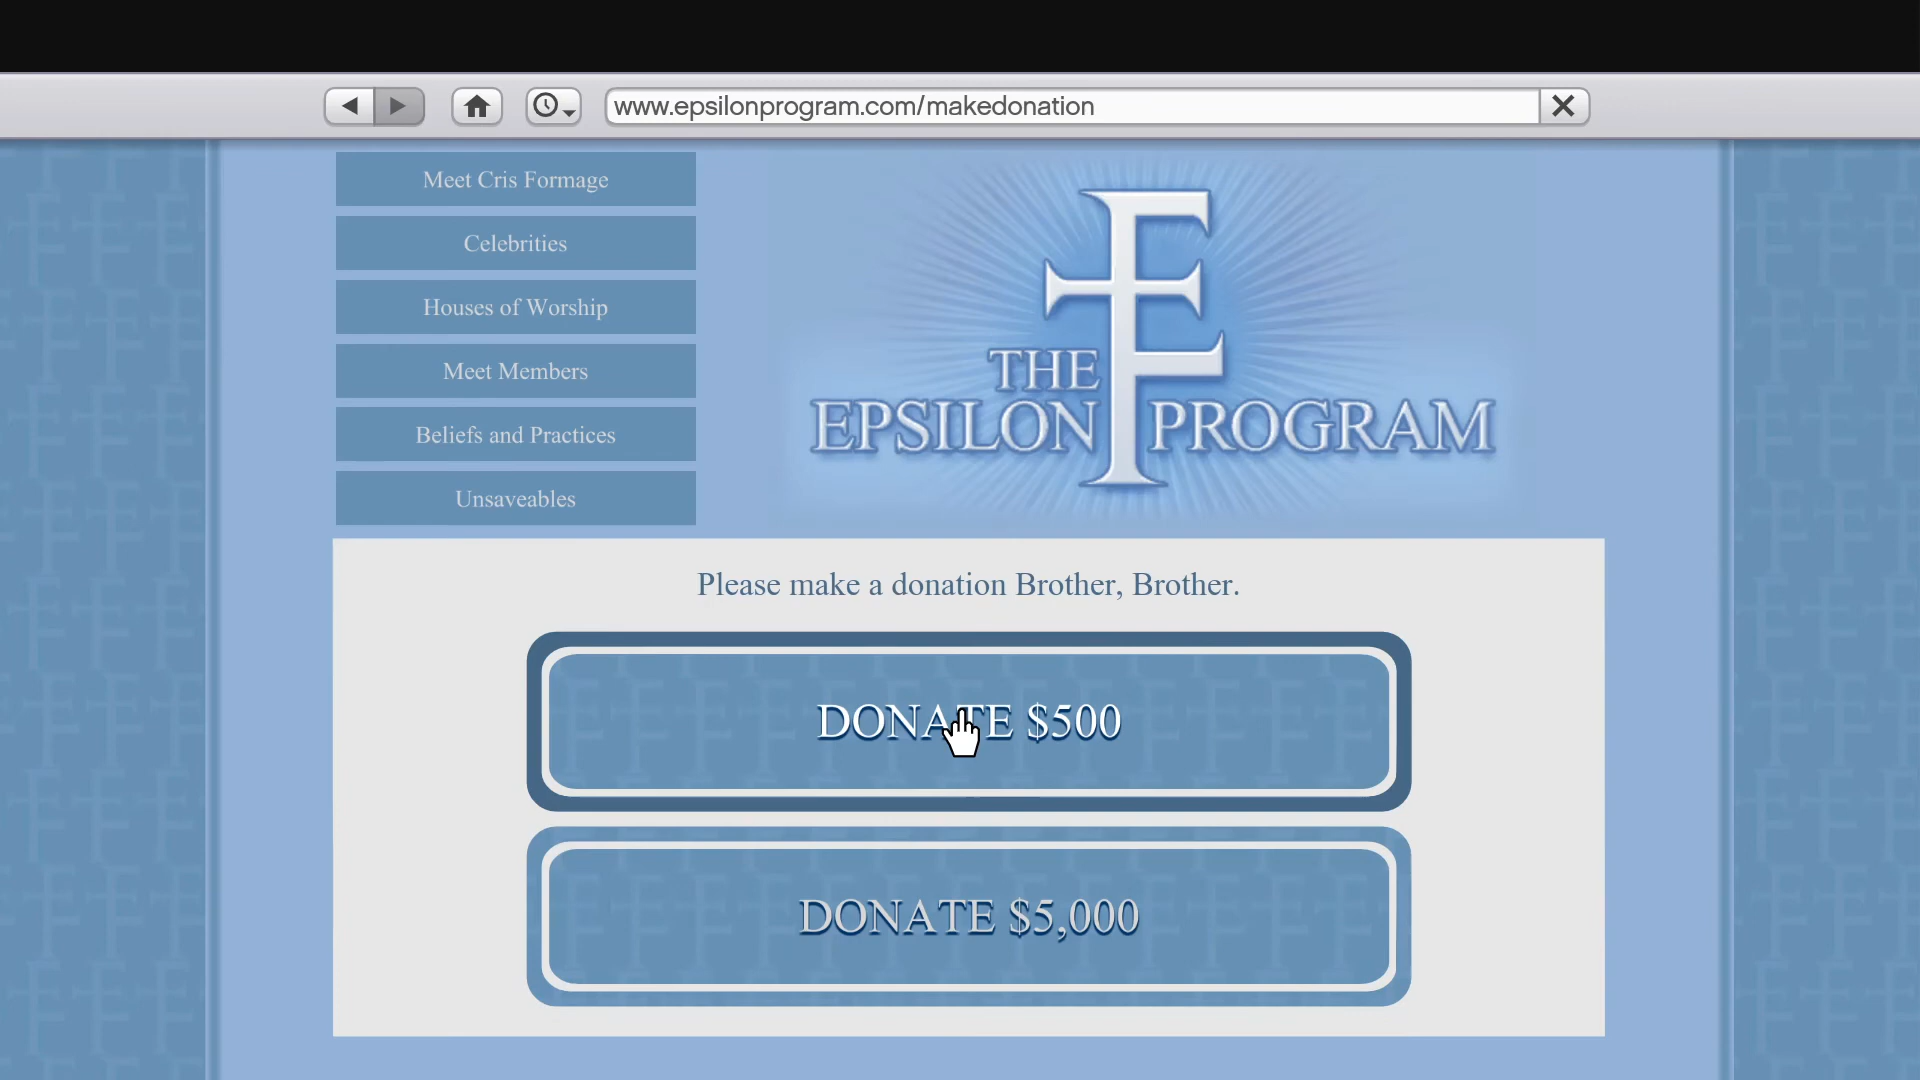 www.epsilonprogram.com/makedonation
Meet Cris Formage
Celebrities
Houses of Worship
Meet Members
Beliefs and Practices
Unsaveables
THE
EPSILON PROGRAM
Please make a donation Brother, Brother.
DONATE $500
DONATE $5,000